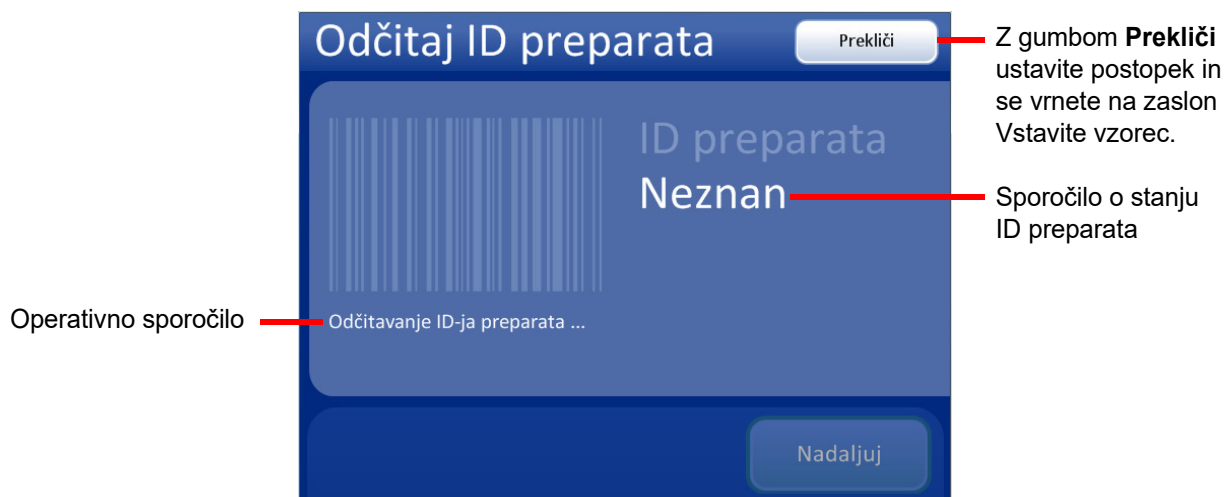 Odčitaj ID preparata
Prekliči
Z gumbom Prekliči
ustavite postopek in
se vrnete na zaslon
Vstavite vzorec.
ID preparata
Neznan
Sporočilo o stanju
ID preparata
Operativno sporočilo
Odčitavanje ID-ja preparata ...
Nadaljuj